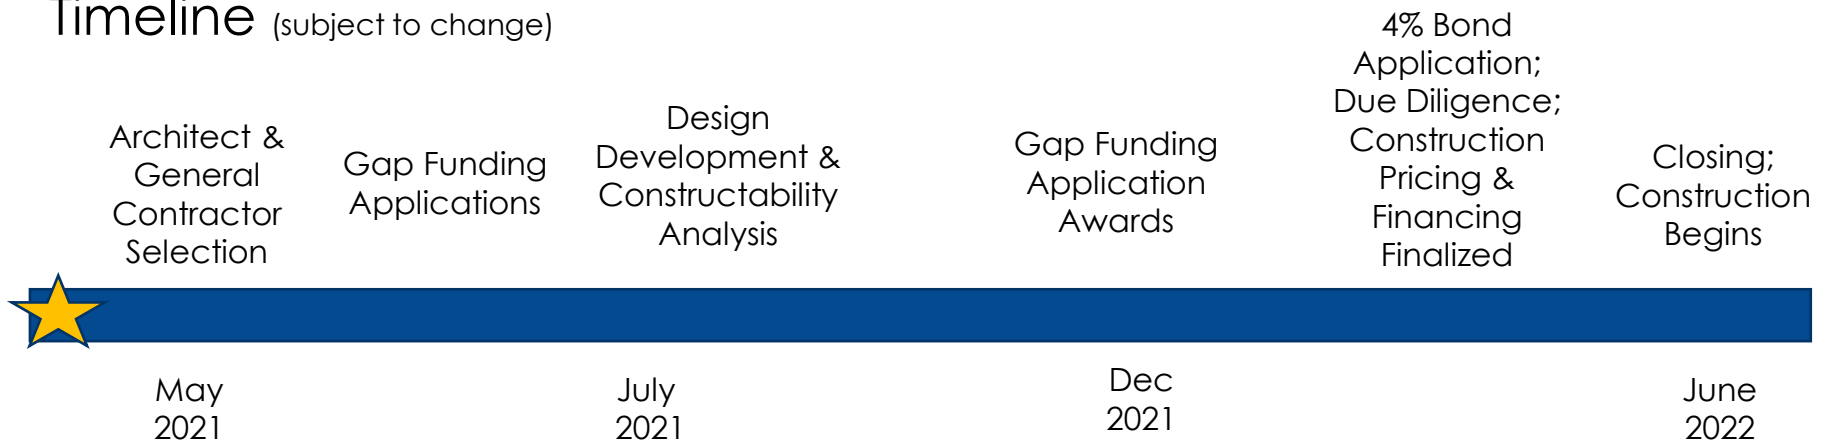 Timeline (subject to change)
Architect &
General
Contractor
Selection
Gap Funding
Applications
Design
Development &
Constructability
Analysis
Gap Funding
Application
Awards
4% Bond
Application;
Due Diligence;
Construction
Pricing &
Financing
Finalized
Closing;
Construction
Begins
May
2021
July
2021
Dec
2021
June
2022